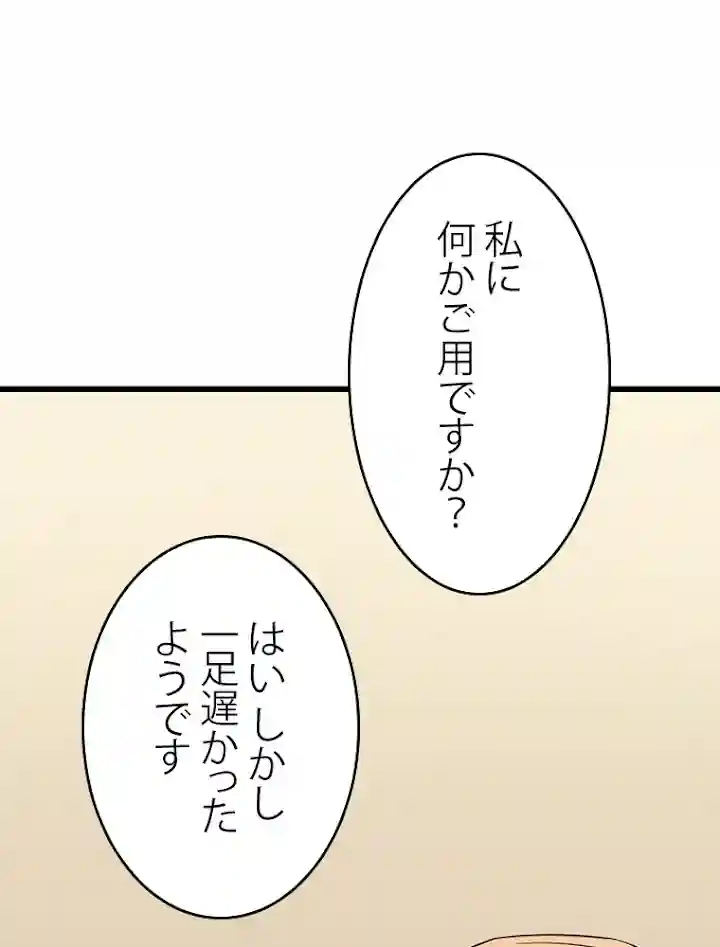 私に
何かご用ですか？
はい しかし
一足遅かった
ようです